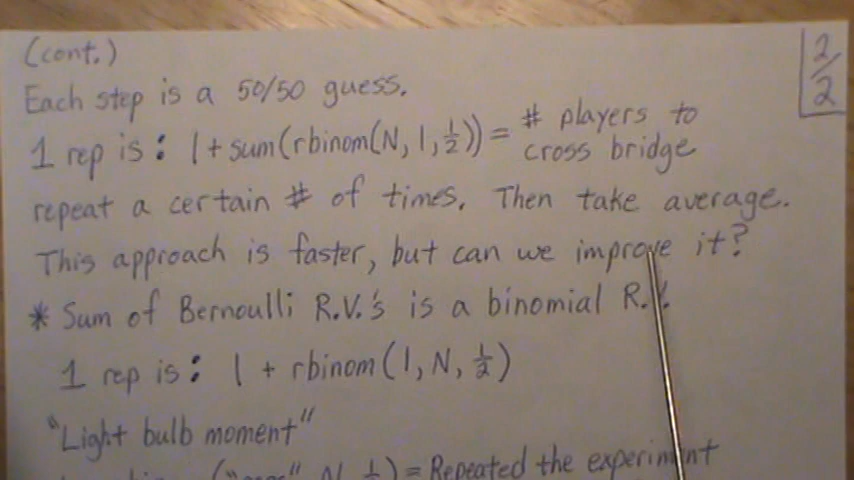 (cont.)
2/2
Each step is a 50/50 guess.
1 rep is: 1 + sum(rbinom(N, 1, 1/2)) = # players to cross bridge
repeat a certain # of times. Then take average.
This approach is faster, but can we improve it?
* Sum of Bernoulli R.V.'s is a binomial R.V.
1 rep is: 1 + rbinom(1, N, 1/2)
"Light bulb moment"
N, 1/2) = Repeated the experiment